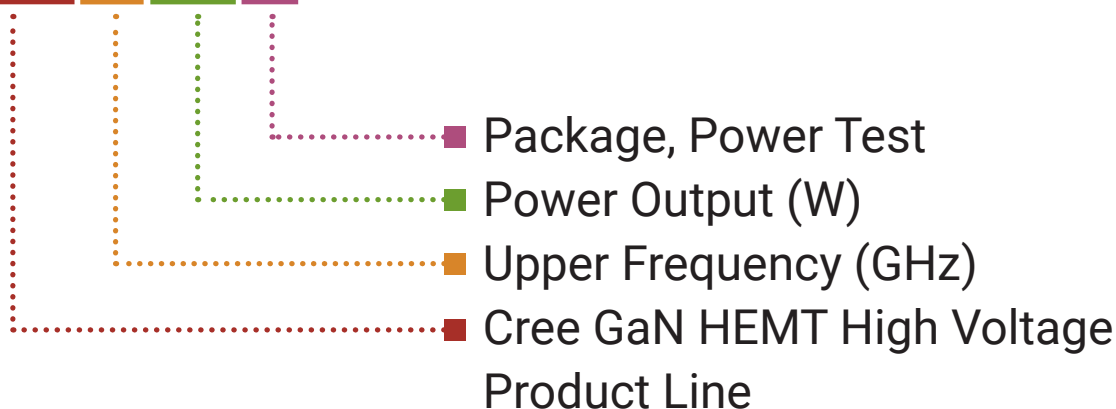 Package, Power Test
Power Output (W)
Upper Frequency (GHz)
Cree GaN HEMT High Voltage
Product Line